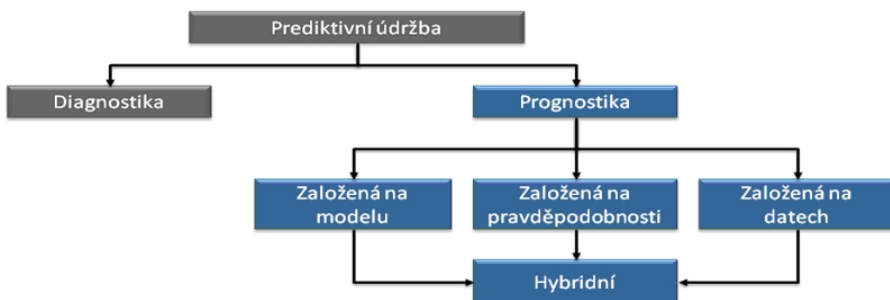 Prediktivní údržba
Diagnostika
Prognostika
Založená na
modelu
Založená na
pravděpodobnosti
Založená na
datech
Hybridní